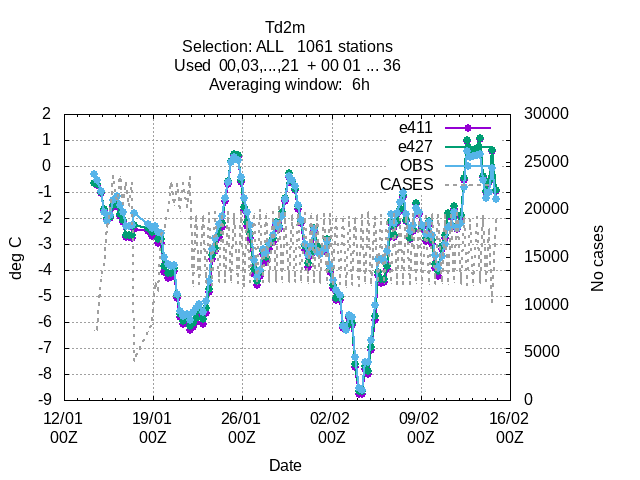 Td2m
Selection: ALL   1061 stations
Used  00,03,...,21  + 00 01 ... 36
Averaging window:  6h
2
1
0
-1
-2
-3
-4
-5
-6
-7
-8
-9
deg C
30000
25000
20000
15000
10000
5000
0
No cases
e411
e427
OBS
CASES
12/01 19/01 26/01 02/02 09/02 16/02
00Z 00Z 00Z 00Z 00Z 00Z
Date